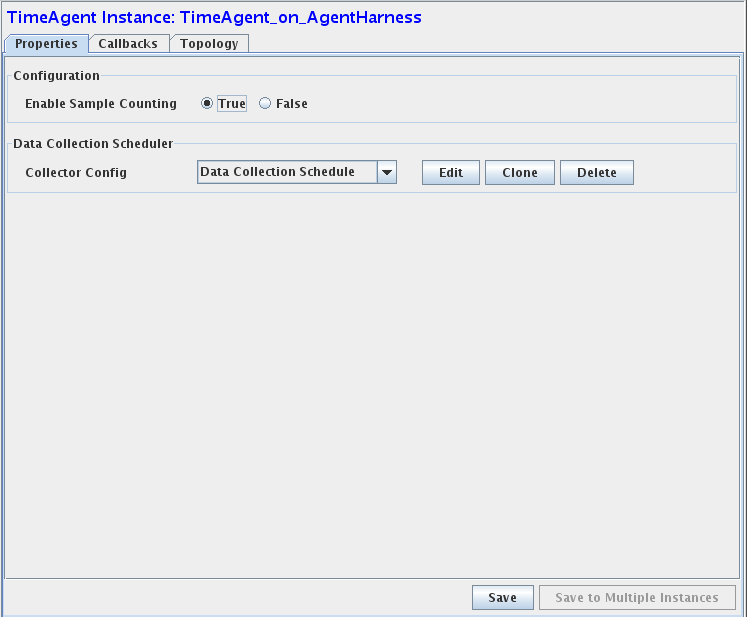 TimeAgent Instance: TimeAgent_on_AgentHarness
Properties Callbacks Topology
Configuration
Enable Sample Counting True False
Data Collection Scheduler
Collector Config Data Collection Schedule Edit Clone Delete
Save Save to Multiple Instances